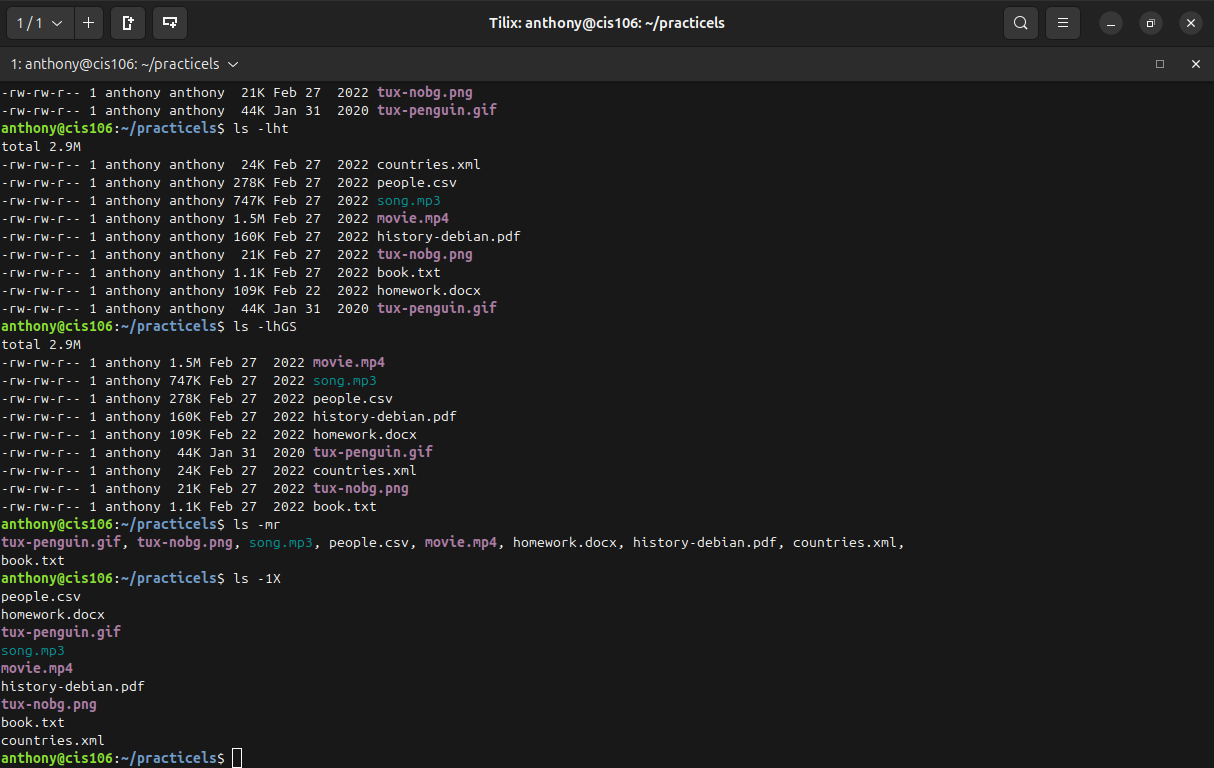 1 / 1
Tilix: anthony@cis106: ~/practicels
1: anthony@cis106: ~/practicels
-rw-rw-r-- 1 anthony anthony  21K Feb 27  2022 tux-nobg.png
-rw-rw-r-- 1 anthony anthony  44K Jan 31  2020 tux-penguin.gif
anthony@cis106:~/practicels$ ls -lht
total 2.9M
-rw-rw-r-- 1 anthony anthony  24K Feb 27  2022 countries.xml
-rw-rw-r-- 1 anthony anthony 278K Feb 27  2022 people.csv
-rw-rw-r-- 1 anthony anthony 747K Feb 27  2022 song.mp3
-rw-rw-r-- 1 anthony anthony 1.5M Feb 27  2022 movie.mp4
-rw-rw-r-- 1 anthony anthony 160K Feb 27  2022 history-debian.pdf
-rw-rw-r-- 1 anthony anthony  21K Feb 27  2022 tux-nobg.png
-rw-rw-r-- 1 anthony anthony 1.1K Feb 27  2022 book.txt
-rw-rw-r-- 1 anthony anthony 109K Feb 22  2022 homework.docx
-rw-rw-r-- 1 anthony anthony  44K Jan 31  2020 tux-penguin.gif
anthony@cis106:~/practicels$ ls -lhGS
total 2.9M
-rw-rw-r-- 1 anthony 1.5M Feb 27  2022 movie.mp4
-rw-rw-r-- 1 anthony 747K Feb 27  2022 song.mp3
-rw-rw-r-- 1 anthony 278K Feb 27  2022 people.csv
-rw-rw-r-- 1 anthony 160K Feb 27  2022 history-debian.pdf
-rw-rw-r-- 1 anthony 109K Feb 22  2022 homework.docx
-rw-rw-r-- 1 anthony  44K Jan 31  2020 tux-penguin.gif
-rw-rw-r-- 1 anthony  24K Feb 27  2022 countries.xml
-rw-rw-r-- 1 anthony  21K Feb 27  2022 tux-nobg.png
-rw-rw-r-- 1 anthony 1.1K Feb 27  2022 book.txt
anthony@cis106:~/practicels$ ls -mr
tux-penguin.gif, tux-nobg.png, song.mp3, people.csv, movie.mp4, homework.docx, history-debian.pdf, countries.xml,
book.txt
anthony@cis106:~/practicels$ ls -1X
people.csv
homework.docx
tux-penguin.gif
song.mp3
movie.mp4
history-debian.pdf
tux-nobg.png
book.txt
countries.xml
anthony@cis106:~/practicels$